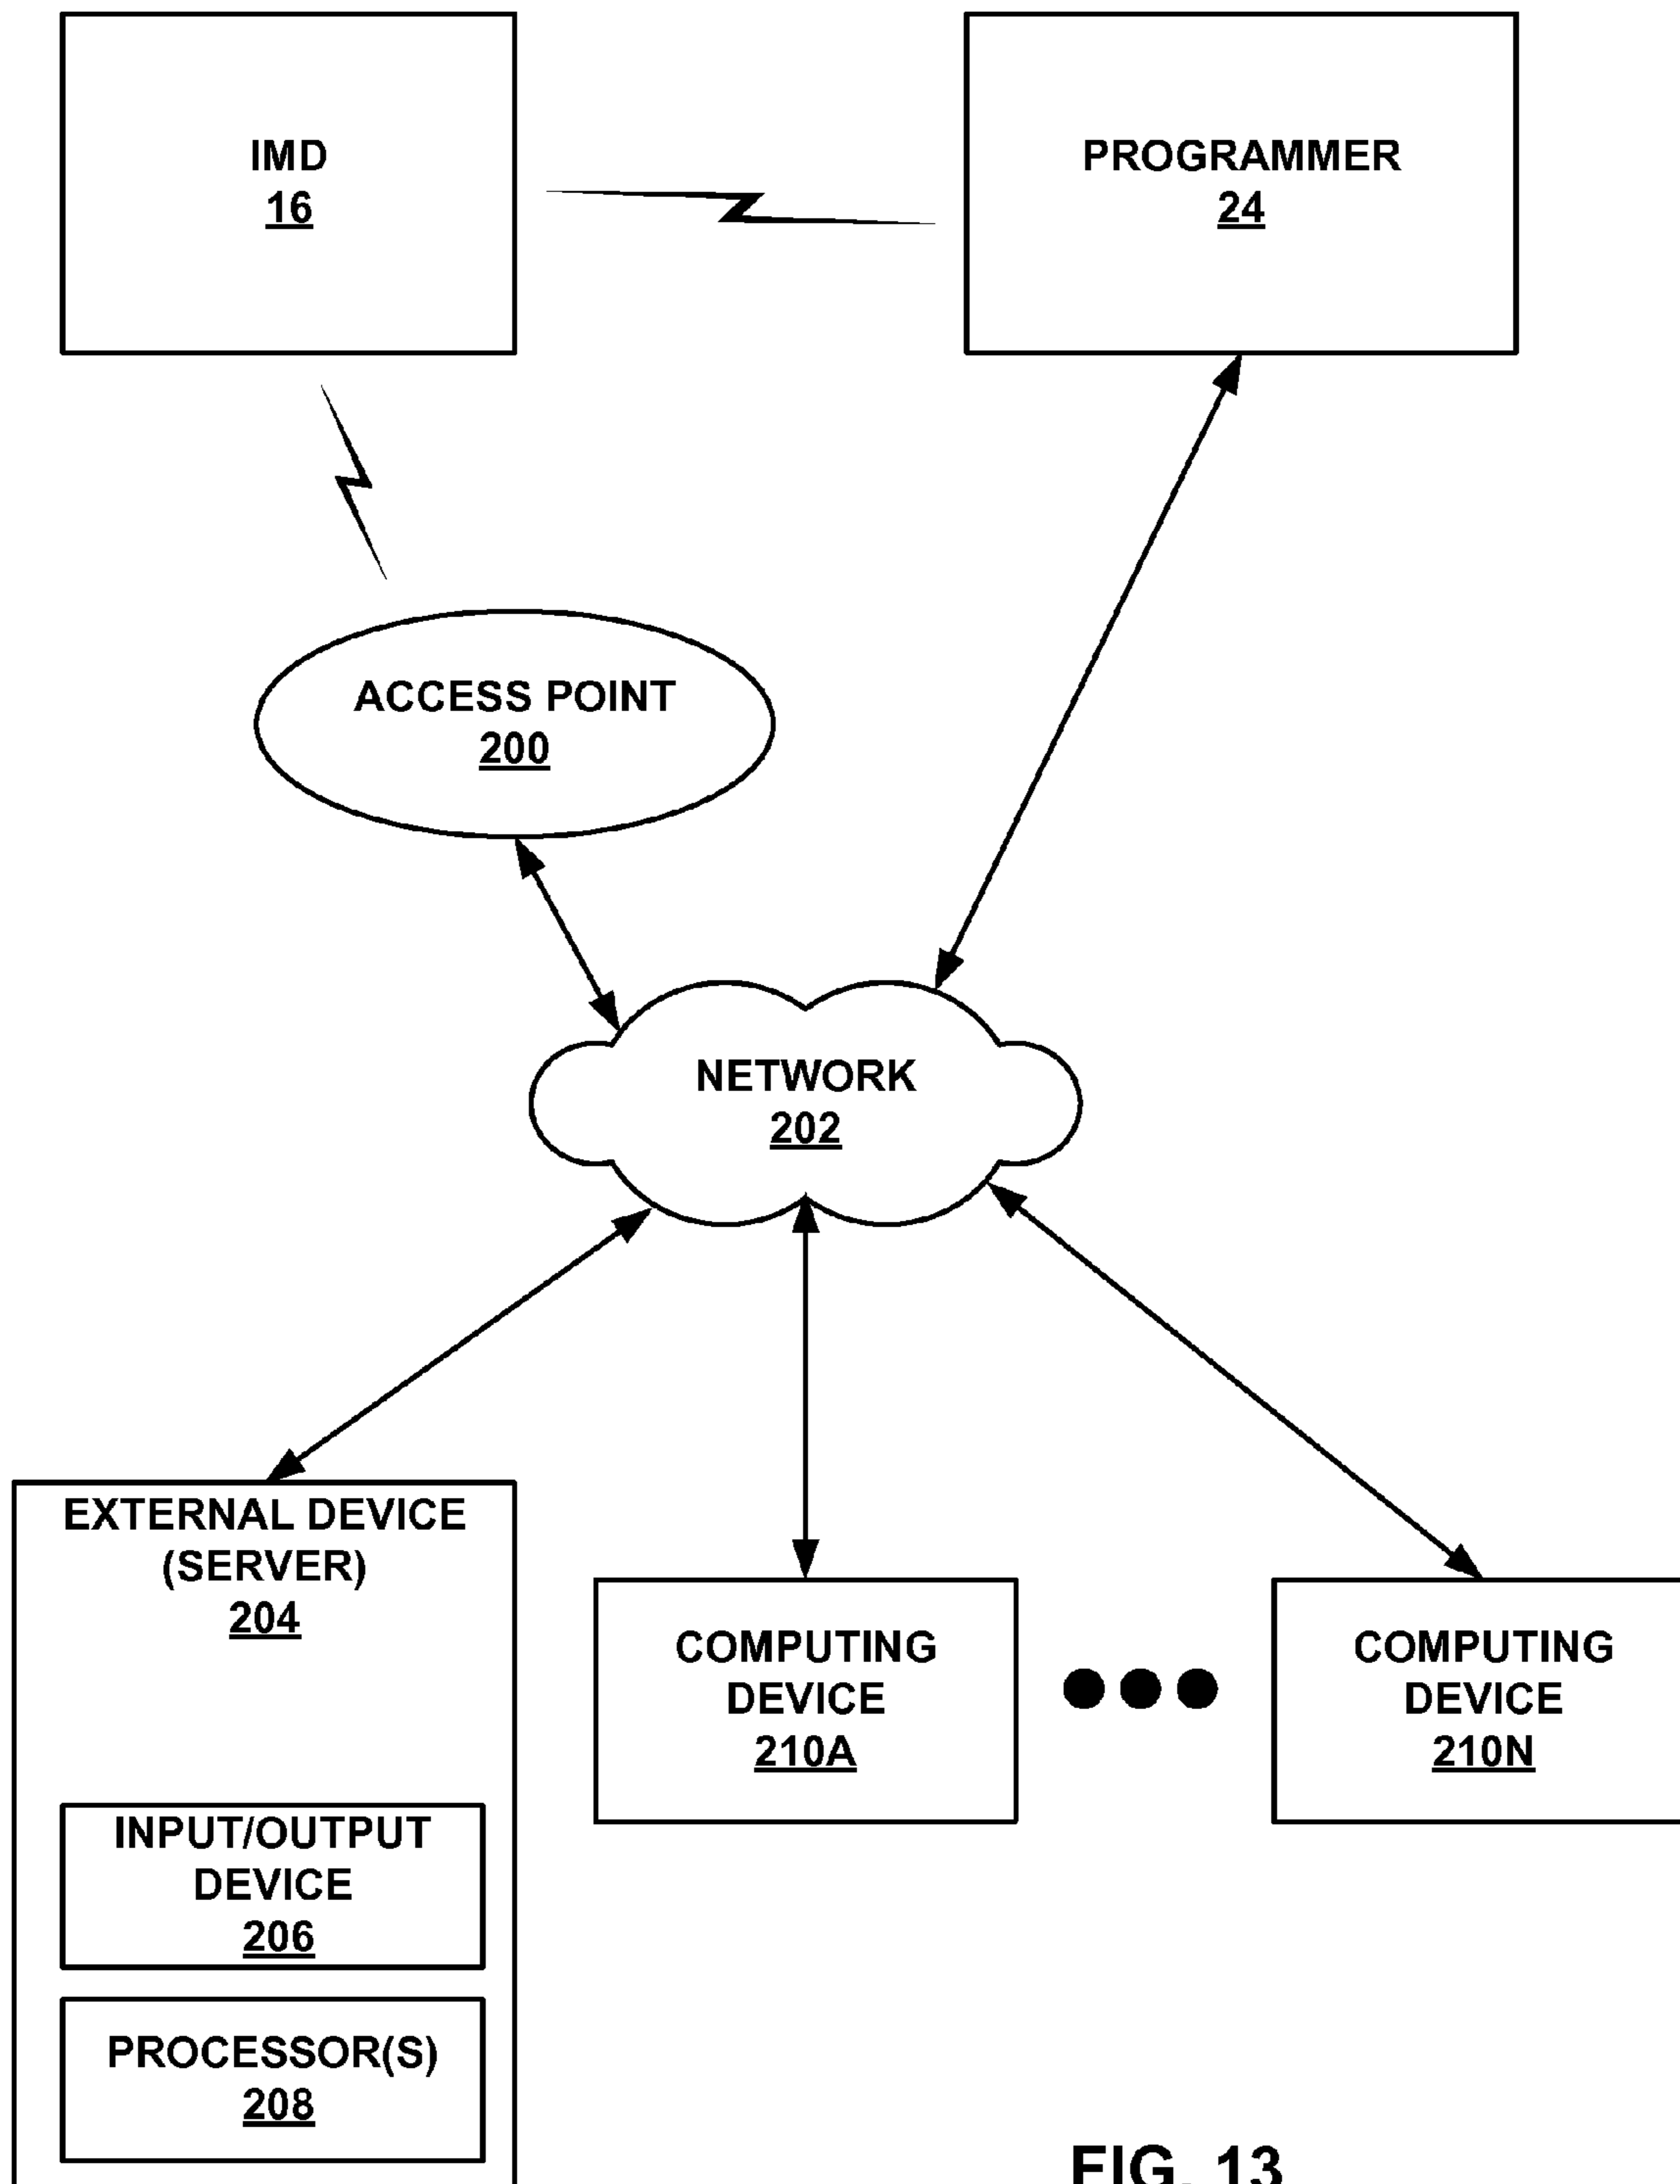 IMD
16
PROGRAMMER
24
ACCESS POINT
200
NETWORK
202
EXTERNAL DEVICE
(SERVER)
204
COMPUTING
DEVICE
210A
COMPUTING
DEVICE
210N
INPUT/OUTPUT
DEVICE
206
PROCESSOR(S)
208
FIG. 13